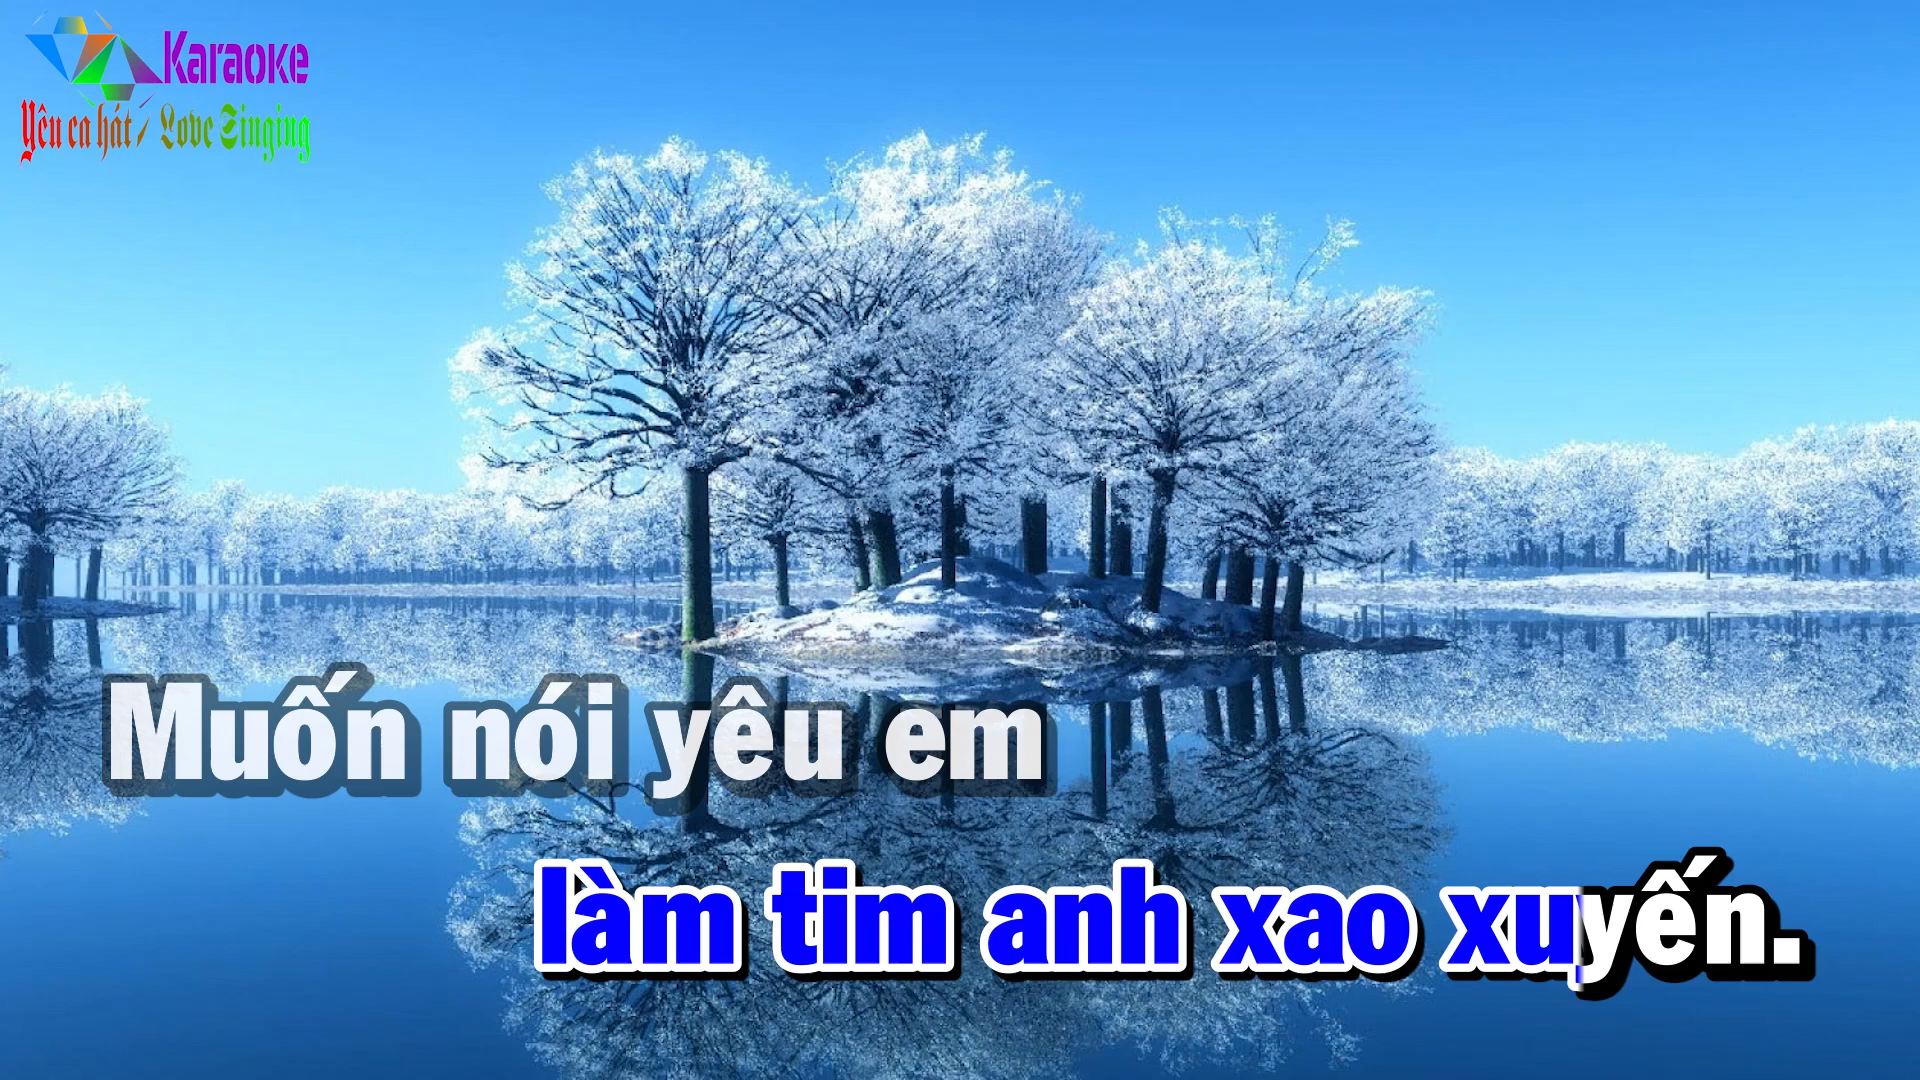 Karaoke
Yêu ca hát / Love Singing
Muốn nói yêu em
làm tim anh xao xuyến.